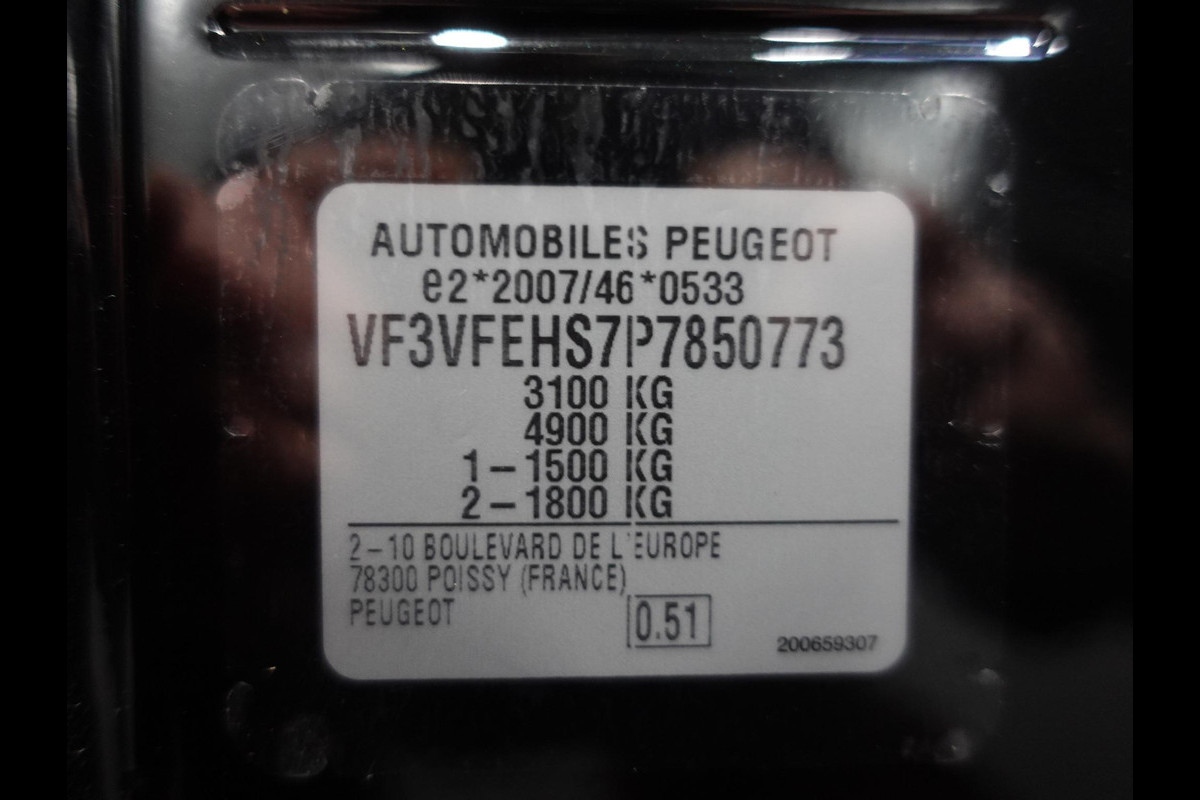 AUTOMOBILES PEUGEOT
e2*2007/46*0533
VF3VFEHS7P7850773
3100 KG
4900 KG
1-1500 KG
2-1800 KG
2-10 BOULEVARD DE L'EUROPE
78300 POISSY (FRANCE)
PEUGEOT
0.51
200659307